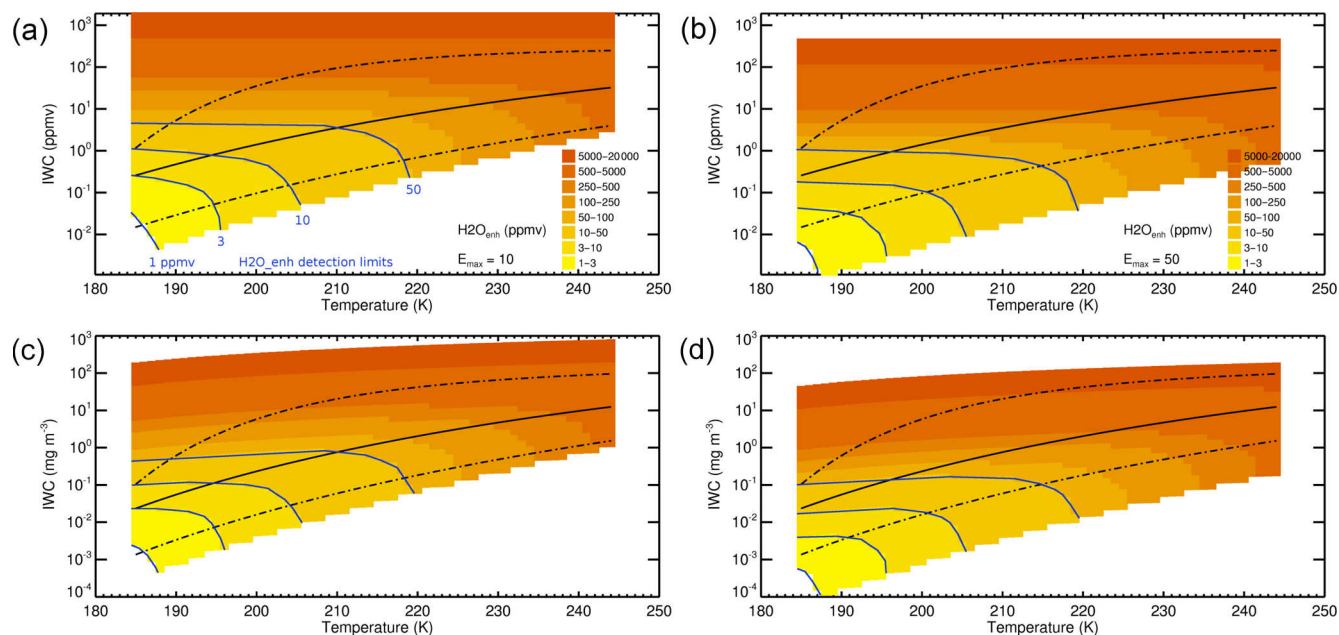 (a)
IWC (ppmv)
10³
10²
10¹
10⁰
10⁻¹
10⁻²
5000-20000
500-5000
250-500
100-250
50-100
10-50
3-10
1-3
50
10
3
1 ppmv
H2O_enh detection limits
H2Oenh (ppmv)
Emax = 10
180 190 200 210 220 230 240 250
Temperature (K)
(b)
IWC (ppmv)
10³
10²
10¹
10⁰
10⁻¹
10⁻²
5000-20000
500-5000
250-500
100-250
50-100
10-50
3-10
1-3
H2Oenh (ppmv)
Emax = 50
180 190 200 210 220 230 240 250
Temperature (K)
(c)
IWC (mg m⁻³)
10³
10²
10¹
10⁰
10⁻¹
10⁻²
10⁻³
10⁻⁴
180 190 200 210 220 230 240 250
Temperature (K)
(d)
IWC (mg m⁻³)
10³
10²
10¹
10⁰
10⁻¹
10⁻²
10⁻³
10⁻⁴
180 190 200 210 220 230 240 250
Temperature (K)